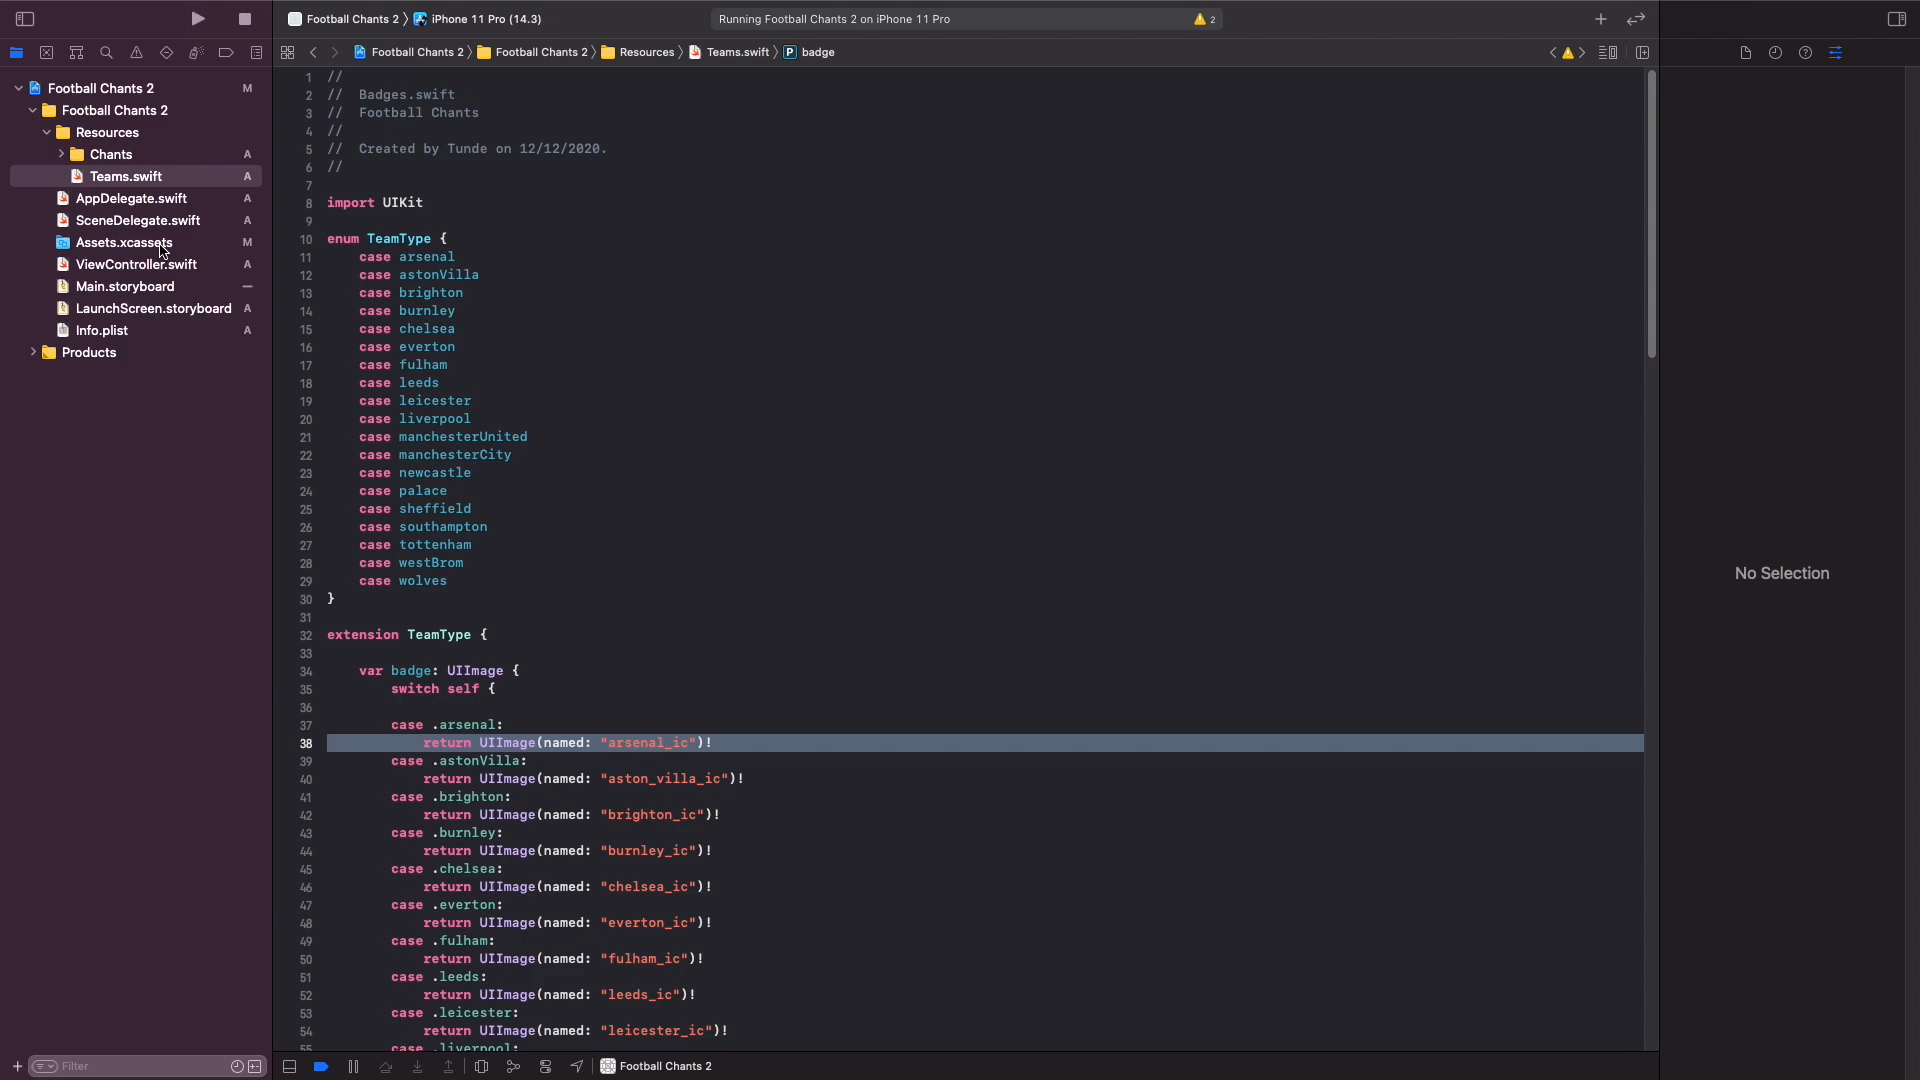 Football Chants 2 〉 iPhone 11 Pro (14.3)
Running Football Chants 2 on iPhone 11 Pro
2
Football Chants 2 〉 Football Chants 2 〉 Resources 〉 Teams.swift 〉 P badge
Football Chants 2 M
Football Chants 2
Resources
Chants A
Teams.swift A
AppDelegate.swift A
SceneDelegate.swift A
Assets.xcassets M
ViewController.swift A
Main.storyboard —
LaunchScreen.storyboard A
Info.plist A
Products
Filter
1 //
2 //  Badges.swift
3 //  Football Chants
4 //
5 //  Created by Tunde on 12/12/2020.
6 //
7
8 import UIKit
9
10 enum TeamType {
11     case arsenal
12     case astonVilla
13     case brighton
14     case burnley
15     case chelsea
16     case everton
17     case fulham
18     case leeds
19     case leicester
20     case liverpool
21     case manchesterUnited
22     case manchesterCity
23     case newcastle
24     case palace
25     case sheffield
26     case southampton
27     case tottenham
28     case westBrom
29     case wolves
30 }
31
32 extension TeamType {
33
34     var badge: UIImage {
35         switch self {
36
37         case .arsenal:
38             return UIImage(named: "arsenal_ic")!
39         case .astonVilla:
40             return UIImage(named: "aston_villa_ic")!
41         case .brighton:
42             return UIImage(named: "brighton_ic")!
43         case .burnley:
44             return UIImage(named: "burnley_ic")!
45         case .chelsea:
46             return UIImage(named: "chelsea_ic")!
47         case .everton:
48             return UIImage(named: "everton_ic")!
49         case .fulham:
50             return UIImage(named: "fulham_ic")!
51         case .leeds:
52             return UIImage(named: "leeds_ic")!
53         case .leicester:
54             return UIImage(named: "leicester_ic")!
55         case .liverpool:
Football Chants 2
No Selection